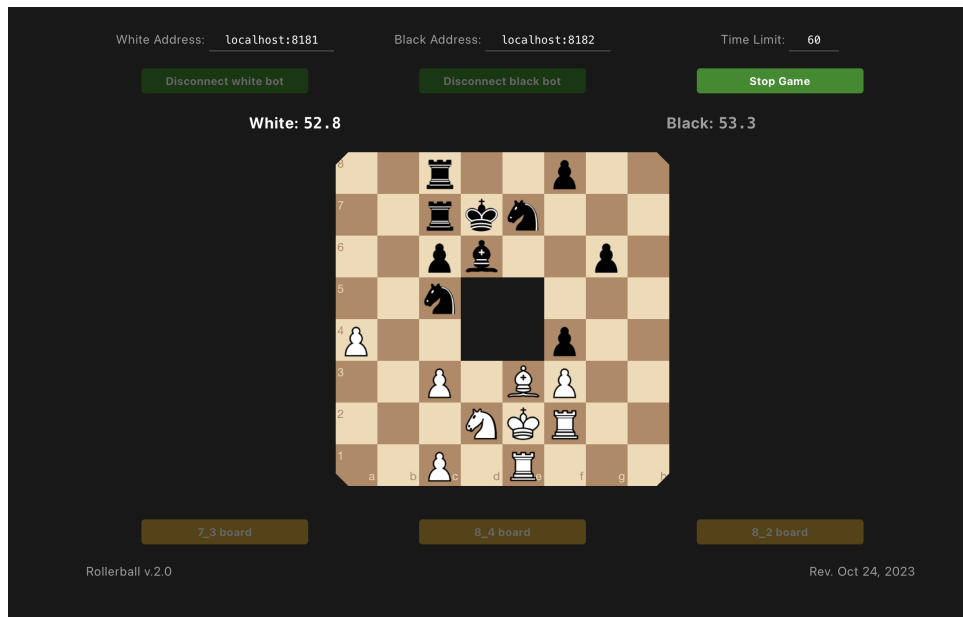 White Address: localhost:8181 Black Address: localhost:8182 Time Limit: 60
Disconnect white bot Disconnect black bot Stop Game
White: 52.8 Black: 53.3
8
7
6
5
4
3
2
1
a b c d e f g h
7_3 board 8_4 board 8_2 board
Rollerball v.2.0 Rev. Oct 24, 2023